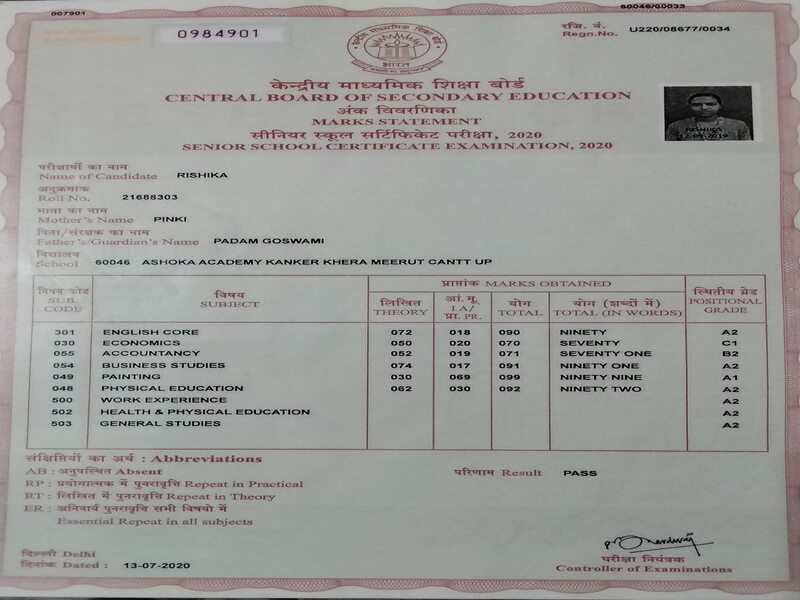 007901
60046/G0033
0984901
रजि. नं.
Regn.No. U220/08677/0034
भारत
केन्द्रीय माध्यमिक शिक्षा बोर्ड
CENTRAL BOARD OF SECONDARY EDUCATION
अंक विवरणिका
MARKS STATEMENT
सीनियर स्कूल सर्टिफिकेट परीक्षा, 2020
SENIOR SCHOOL CERTIFICATE EXAMINATION, 2020
RISHIKA
परीक्षार्थी का नाम
Name of Candidate RISHIKA
अनुक्रमांक
Roll No. 21688303
माता का नाम
Mother's Name PINKI
पिता/संरक्षक का नाम
Father's/Guardian's Name PADAM GOSWAMI
विद्यालय
School 60046 ASHOKA ACADEMY KANKER KHERA MEERUT CANTT UP
विषय कोड SUB. CODE
विषय SUBJECT
प्राप्तांक MARKS OBTAINED
लिखित THEORY
आं.मू. I A/ प्रा. PR.
योग TOTAL
योग (शब्दों में) TOTAL (IN WORDS)
स्थितीय ग्रेड POSITIONAL GRADE
301 ENGLISH CORE 072 018 090 NINETY A2
030 ECONOMICS 050 020 070 SEVENTY C1
055 ACCOUNTANCY 052 019 071 SEVENTY ONE B2
054 BUSINESS STUDIES 074 017 091 NINETY ONE A2
049 PAINTING 030 069 099 NINETY NINE A1
048 PHYSICAL EDUCATION 062 030 092 NINETY TWO A2
500 WORK EXPERIENCE A2
502 HEALTH & PHYSICAL EDUCATION A2
503 GENERAL STUDIES A2
संक्षिप्तियों का अर्थ : Abbreviations
AB : अनुपस्थित Absent
परिणाम Result PASS
RP : प्रयोगात्मक में पुनरावृत्ति Repeat in Practical
RT : लिखित में पुनरावृत्ति Repeat in Theory
ER : अनिवार्य पुनरावृत्ति सभी विषयो में
Essential Repeat in all subjects
दिल्ली Delhi
दिनांक Dated : 13-07-2020
परीक्षा नियंत्रक
Controller of Examinations